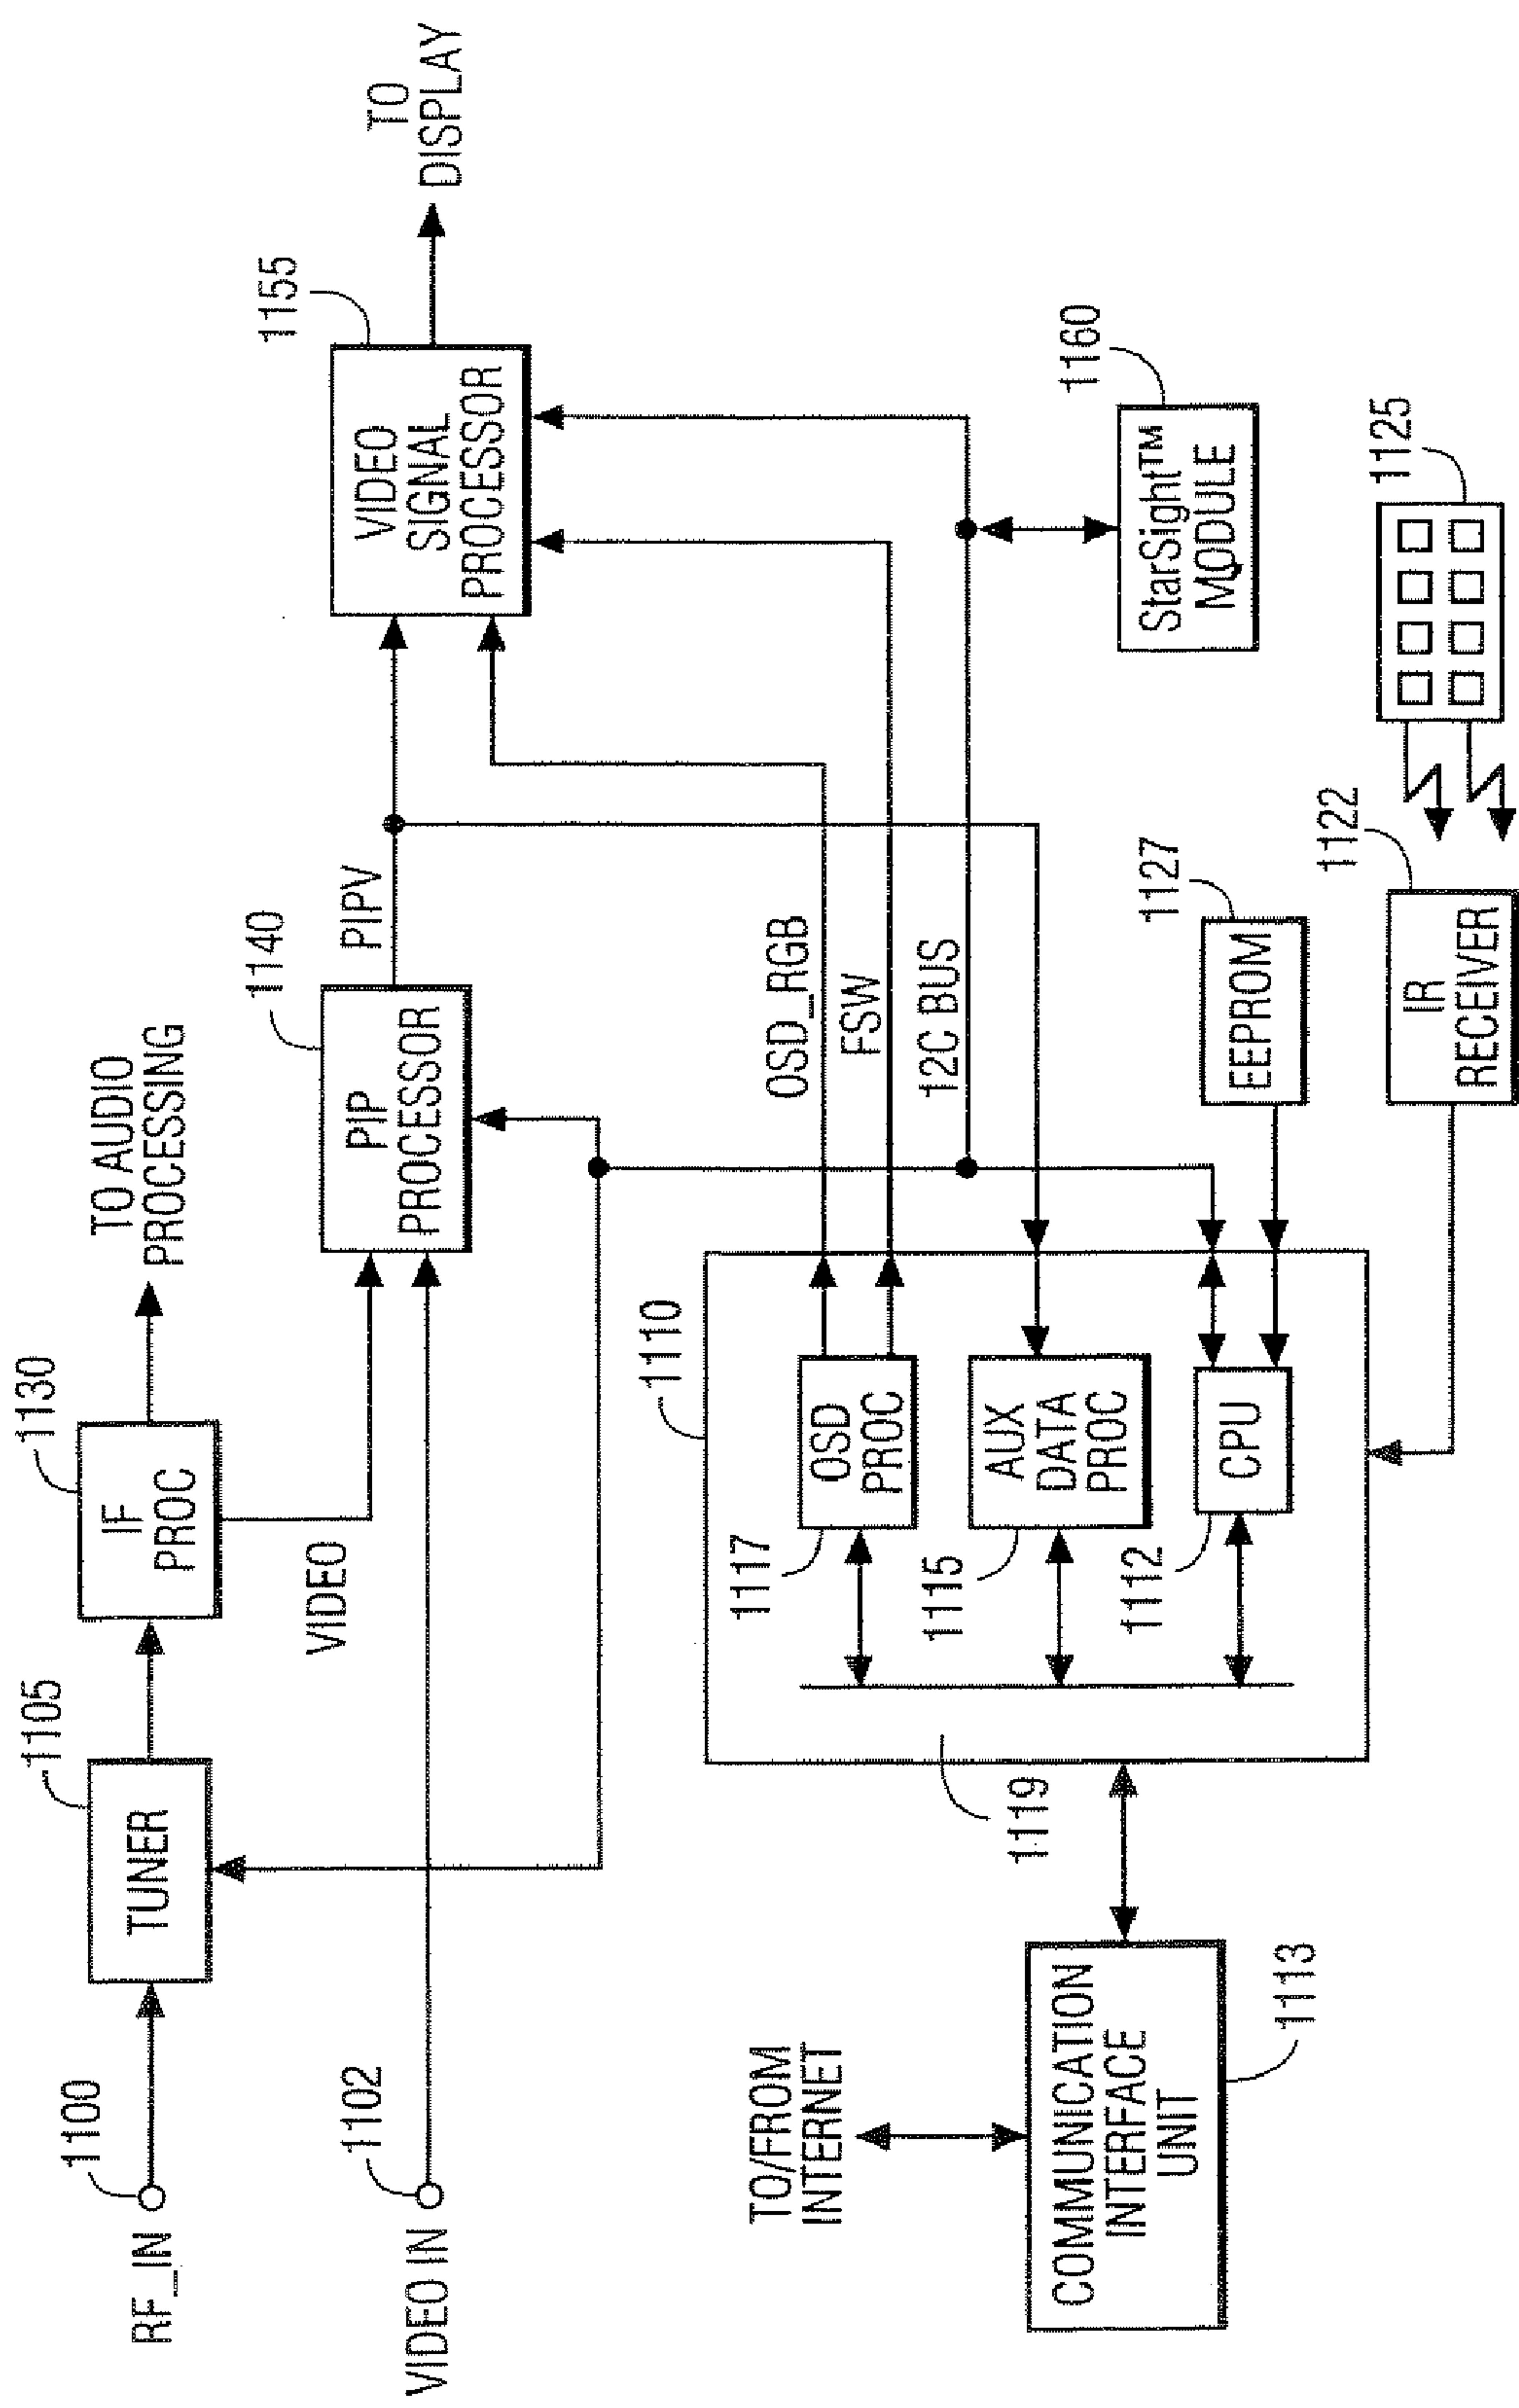 TO AUDIO
PROCESSING
1130
IF
PROC
1105
TUNER
1100
RF_IN
VIDEO
1102
VIDEO IN
1140
PIP
PROCESSOR
PIPV
1155
VIDEO
SIGNAL
PROCESSOR
TO
DISPLAY
OSD_RGB
FSW
12C BUS
1160
StarSight™
MODULE
1110
1117
OSD
PROC
1115
AUX
DATA
PROC
1112
CPU
1119
1127
EEPROM
1122
IR
RECEIVER
1125
TO/FROM
INTERNET
COMMUNICATION
INTERFACE
UNIT
1113